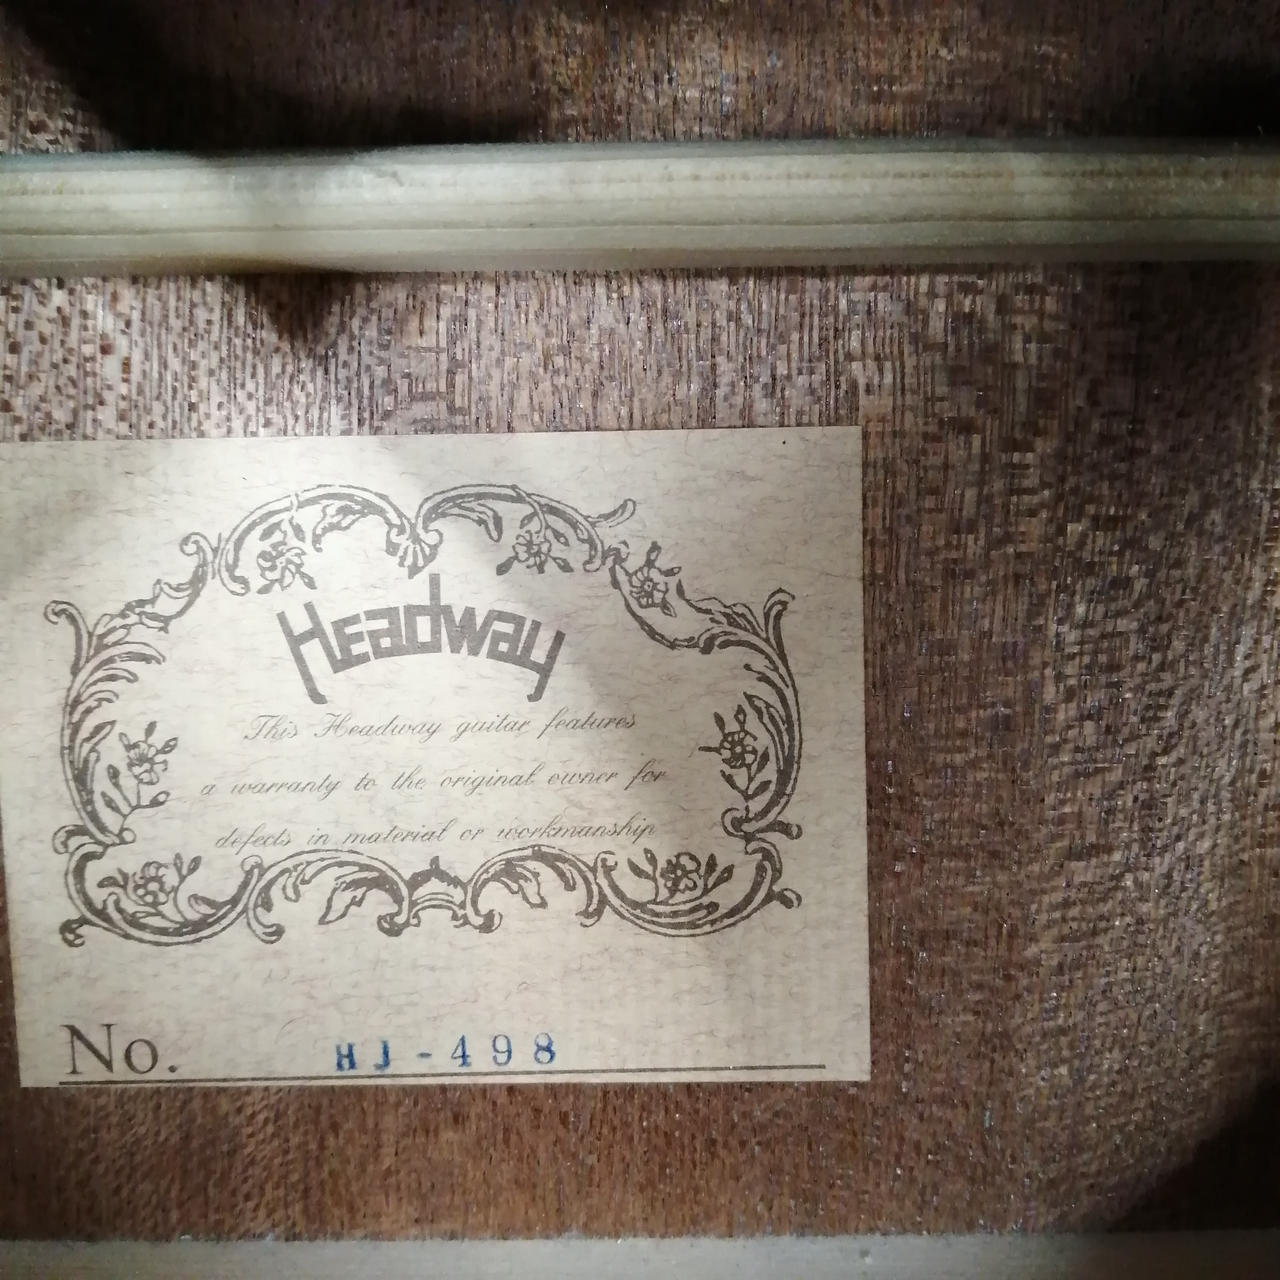 Headway
This Headway guitar features
a warranty to the original owner for
defects in material or workmanship
No. HJ-498